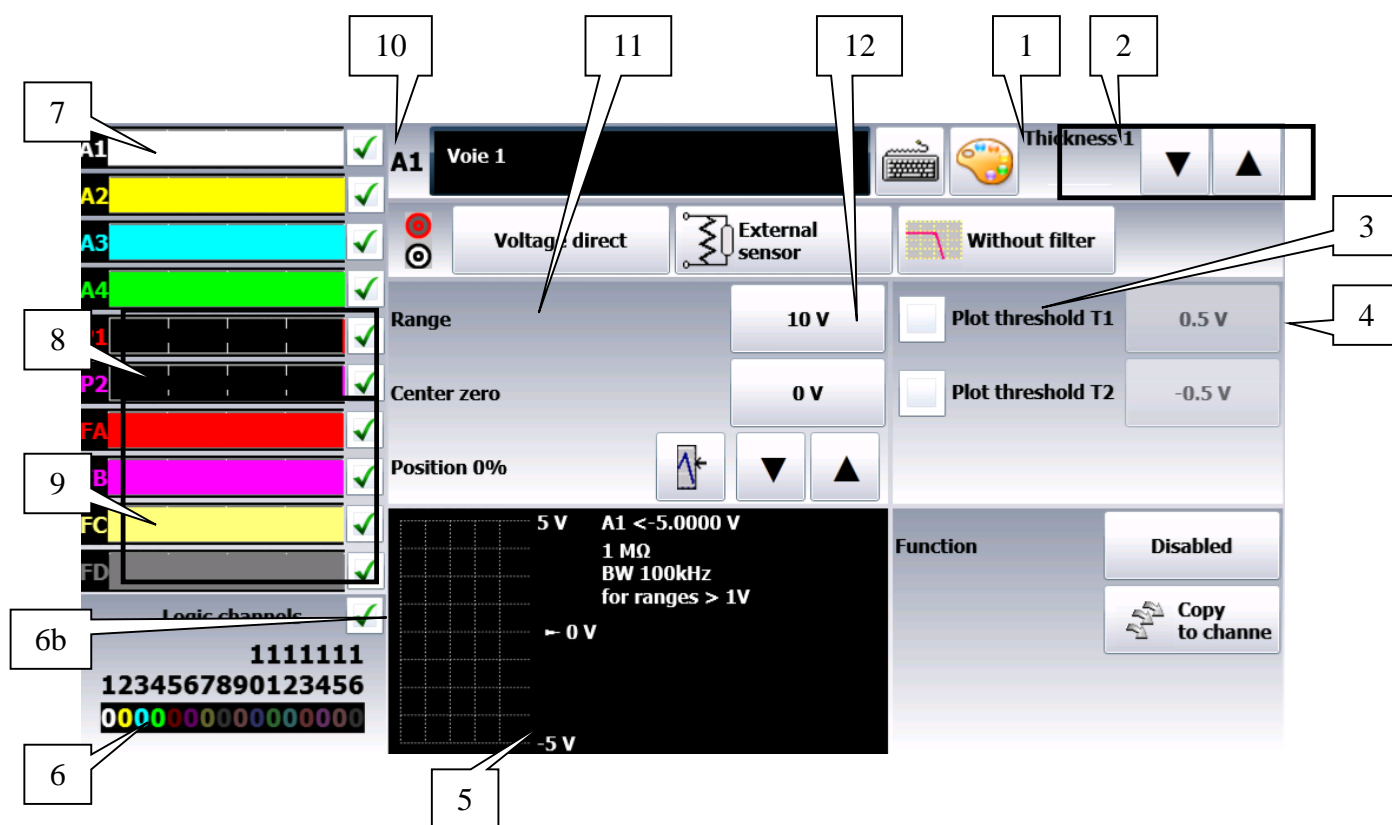 10
11
12
1
2
7
A1
A1
Voie 1
Thickness 1
▼
▲
A2
A3
Voltage direct
External
sensor
Without filter
3
A4
8
P1
Range
10 V
Plot threshold T1
0.5 V
4
P2
Center zero
0 V
Plot threshold T2
-0.5 V
FA
9
B
Position 0%
▼
▲
FC
5 V
A1 <-5.0000 V
1 MΩ
BW 100kHz
for ranges > 1V
0 V
-5 V
Function
Disabled
FD
Copy
to channe
6b
Logic channels
1111111
1234567890123456
0000000000000000
6
5